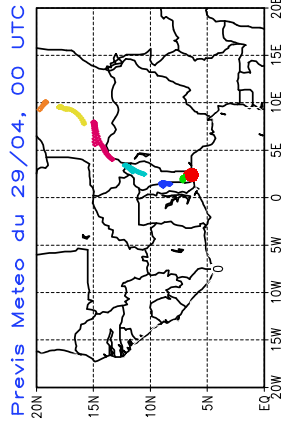 Previs Meteo du 29/04, 00 UTC
20N
15N
10N
5N
EQ
20W
15W
10W
5W
0
5E
10E
15E
20E
0